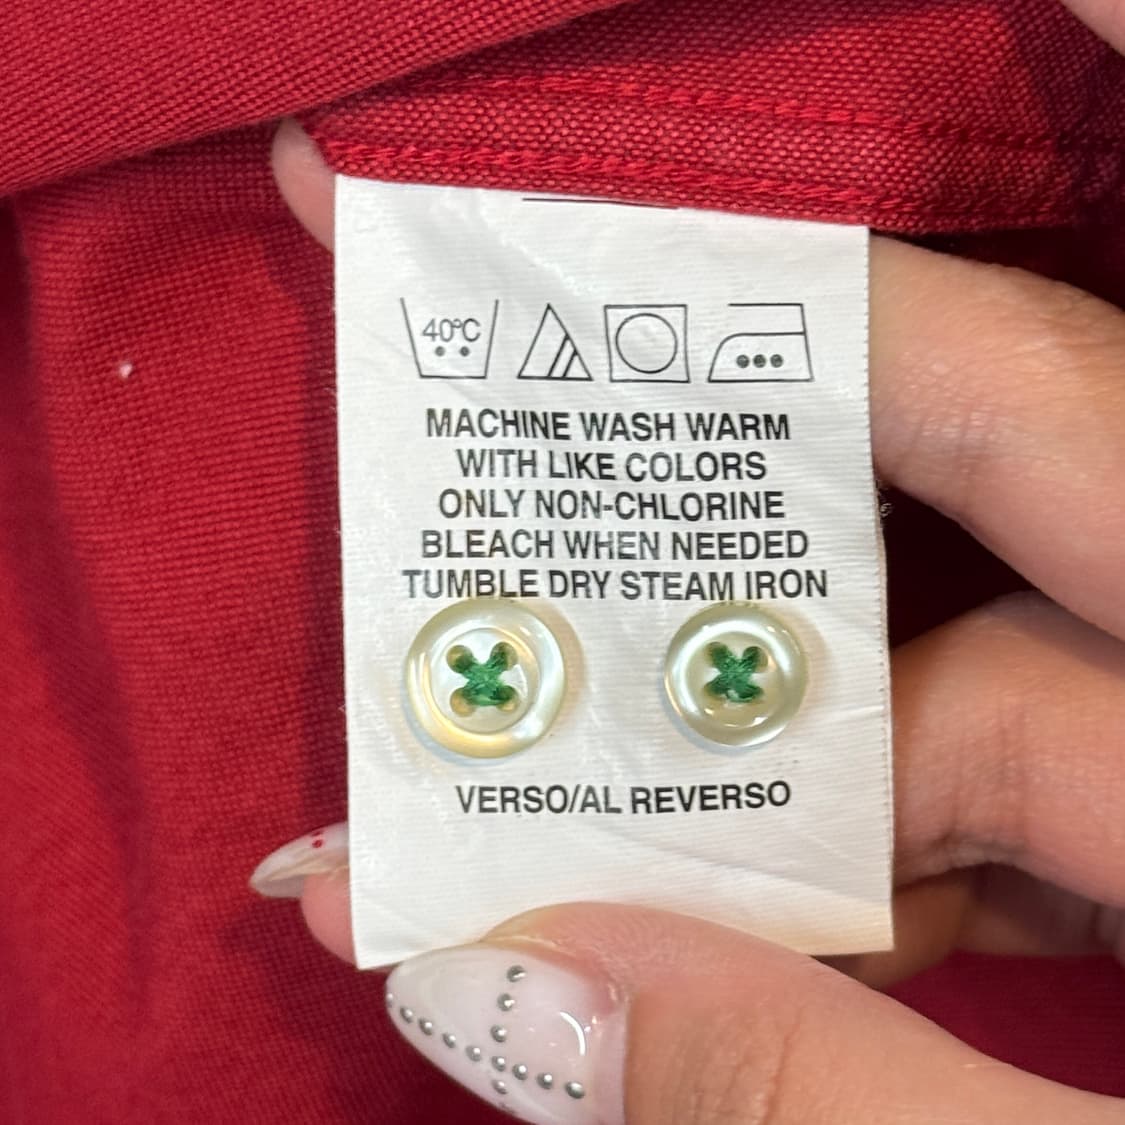 40ºC
MACHINE WASH WARM
WITH LIKE COLORS
ONLY NON-CHLORINE
BLEACH WHEN NEEDED
TUMBLE DRY STEAM IRON
VERSO/AL REVERSO